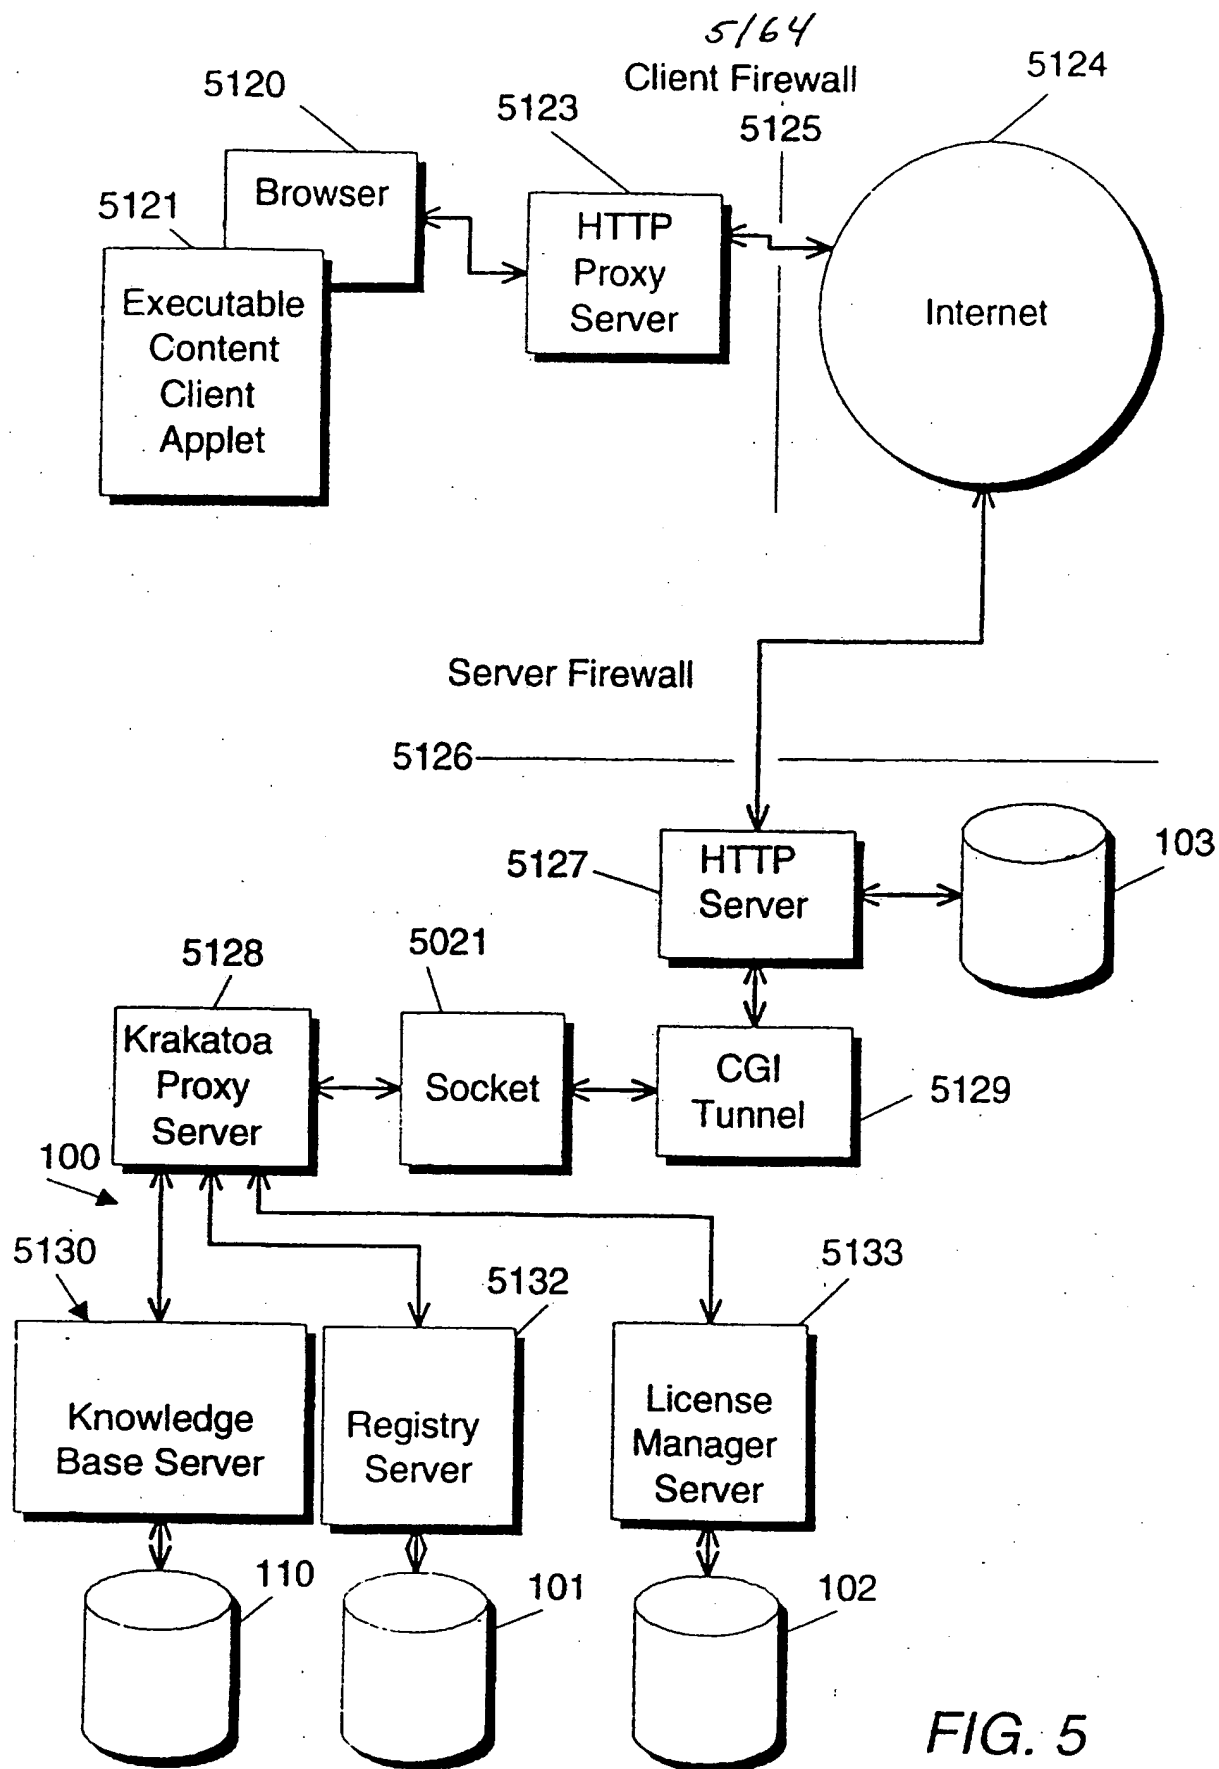 5/64
Client Firewall
5120
5123
5125
5124
5121
Browser
HTTP
Proxy
Server
Executable
Content
Client
Applet
Internet
Server Firewall
5126
5127
HTTP
Server
103
5128
5021
Krakatoa
Proxy
Server
Socket
CGI
Tunnel
5129
100
5130
5132
5133
Knowledge
Base Server
Registry
Server
License
Manager
Server
110
101
102
FIG. 5